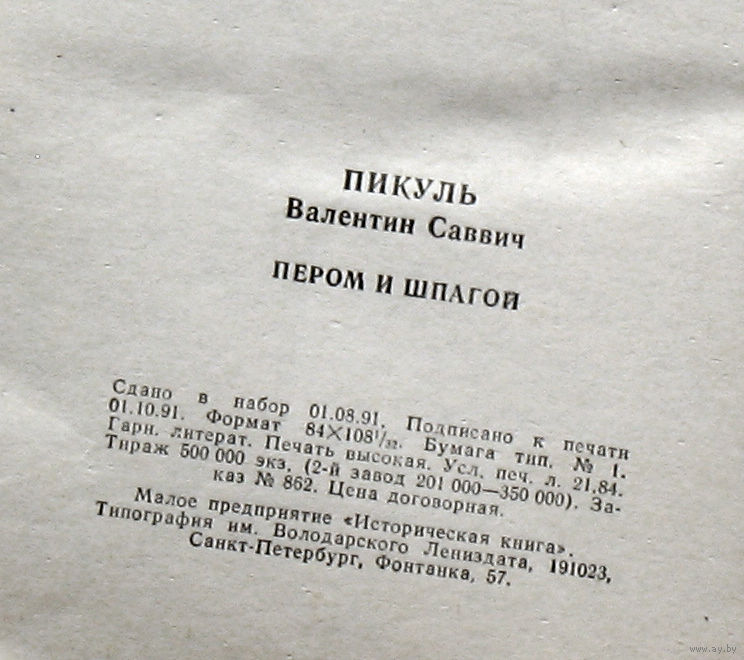 ПИКУЛЬ
Валентин Саввич
ПЕРОМ И ШПАГОЙ
Сдано в набор 01.08.91. Подписано к печати
01.10.91. Формат 84×108¹/₃₂. Бумага тип. № 1.
Гарн. литерат. Печать высокая. Усл. печ. л. 21,84.
Тираж 500 000 экз. (2-й завод 201 000—350 000). За-
каз № 862. Цена договорная.
Малое предприятие «Историческая книга».
Типография им. Володарского Лениздата, 191023,
Санкт-Петербург, Фонтанка, 57.
www.ay.by